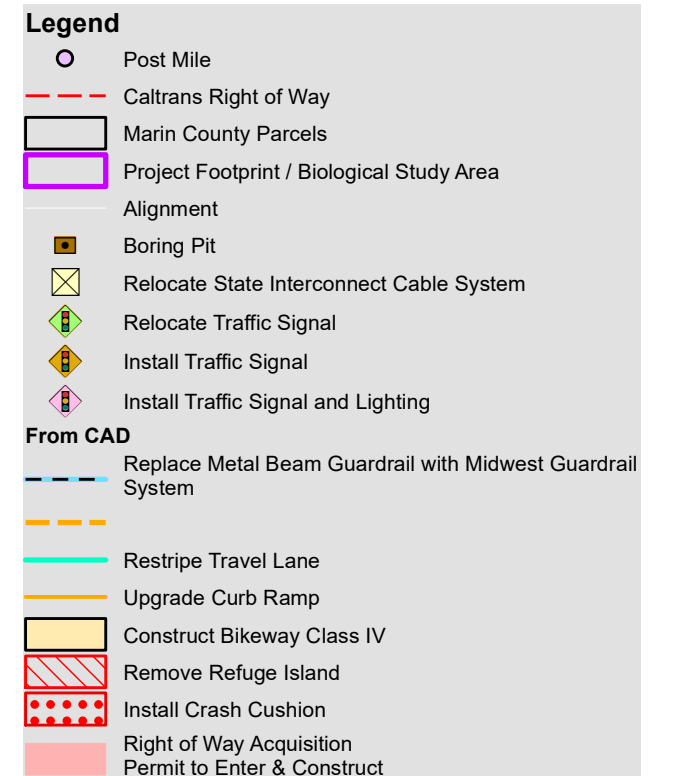 Legend
Post Mile
Caltrans Right of Way
Marin County Parcels
Project Footprint / Biological Study Area
Alignment
Boring Pit
Relocate State Interconnect Cable System
Relocate Traffic Signal
Install Traffic Signal
Install Traffic Signal and Lighting
From CAD
Replace Metal Beam Guardrail with Midwest Guardrail
System
Restripe Travel Lane
Upgrade Curb Ramp
Construct Bikeway Class IV
Remove Refuge Island
Install Crash Cushion
Right of Way Acquisition
Permit to Enter & Construct